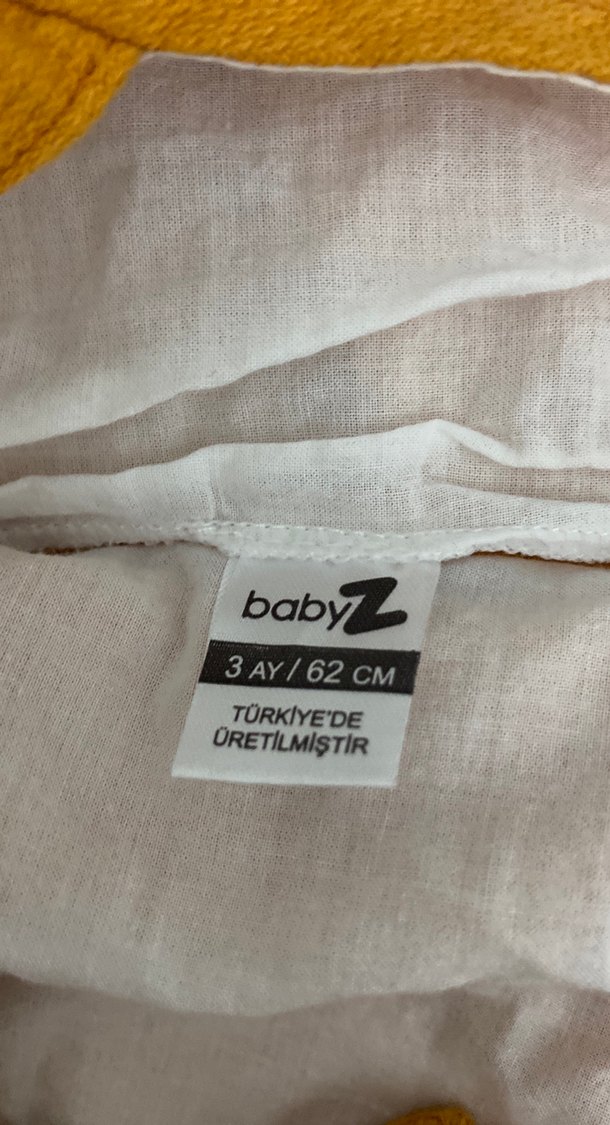 babyZ
3 AY / 62 CM
TÜRKİYE'DE
ÜRETİLMİŞTİR